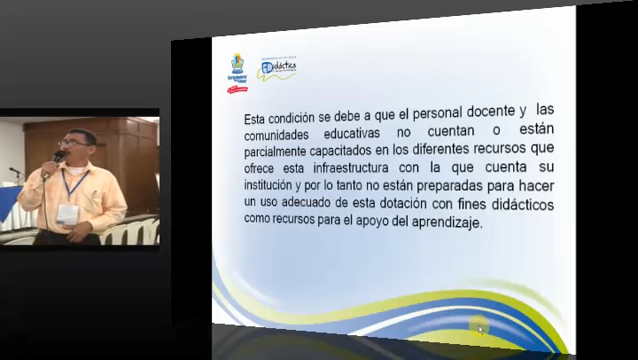 Didáctica
Esta condición se debe a que el personal docente y las
comunidades educativas no cuentan o están
parcialmente capacitados en los diferentes recursos que
ofrece esta infraestructura con la que cuenta su
institución y por lo tanto no están preparadas para hacer
un uso adecuado de esta dotación con fines didácticos
como recursos para el apoyo del aprendizaje.